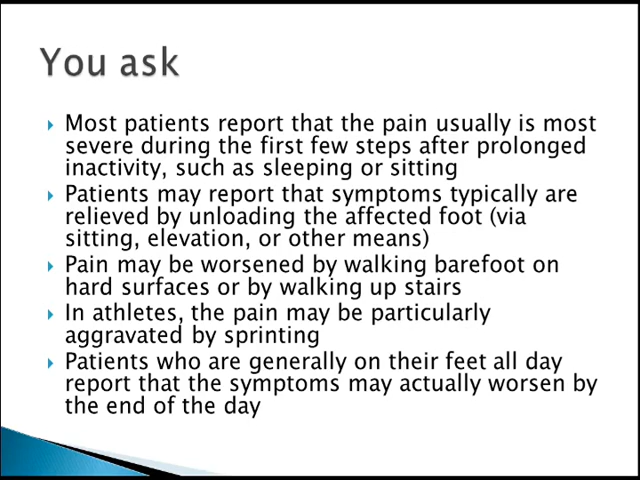 You ask
Most patients report that the pain usually is most
severe during the first few steps after prolonged
inactivity, such as sleeping or sitting
Patients may report that symptoms typically are
relieved by unloading the affected foot (via
sitting, elevation, or other means)
Pain may be worsened by walking barefoot on
hard surfaces or by walking up stairs
In athletes, the pain may be particularly
aggravated by sprinting
Patients who are generally on their feet all day
report that the symptoms may actually worsen by
the end of the day